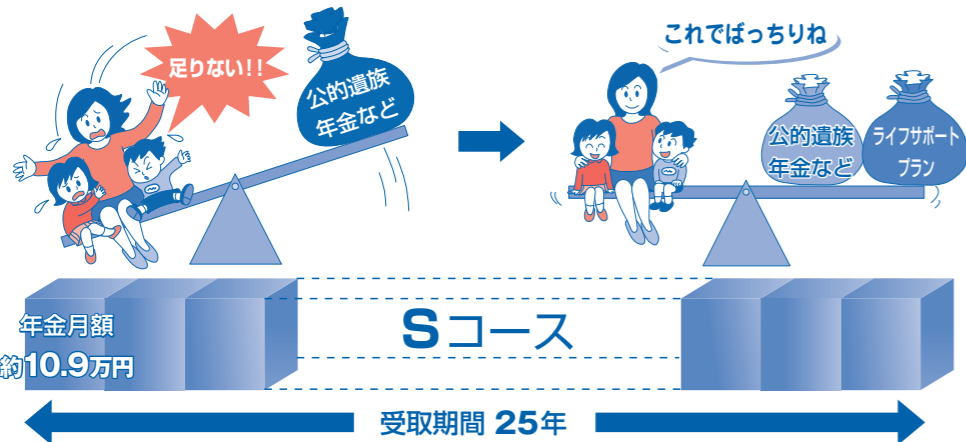 足りない!!
公的遺族
年金など
これでばっちりね
公的遺族
年金など
ライフサポート
プラン
年金月額
約10.9万円
Sコース
受取期間 25年